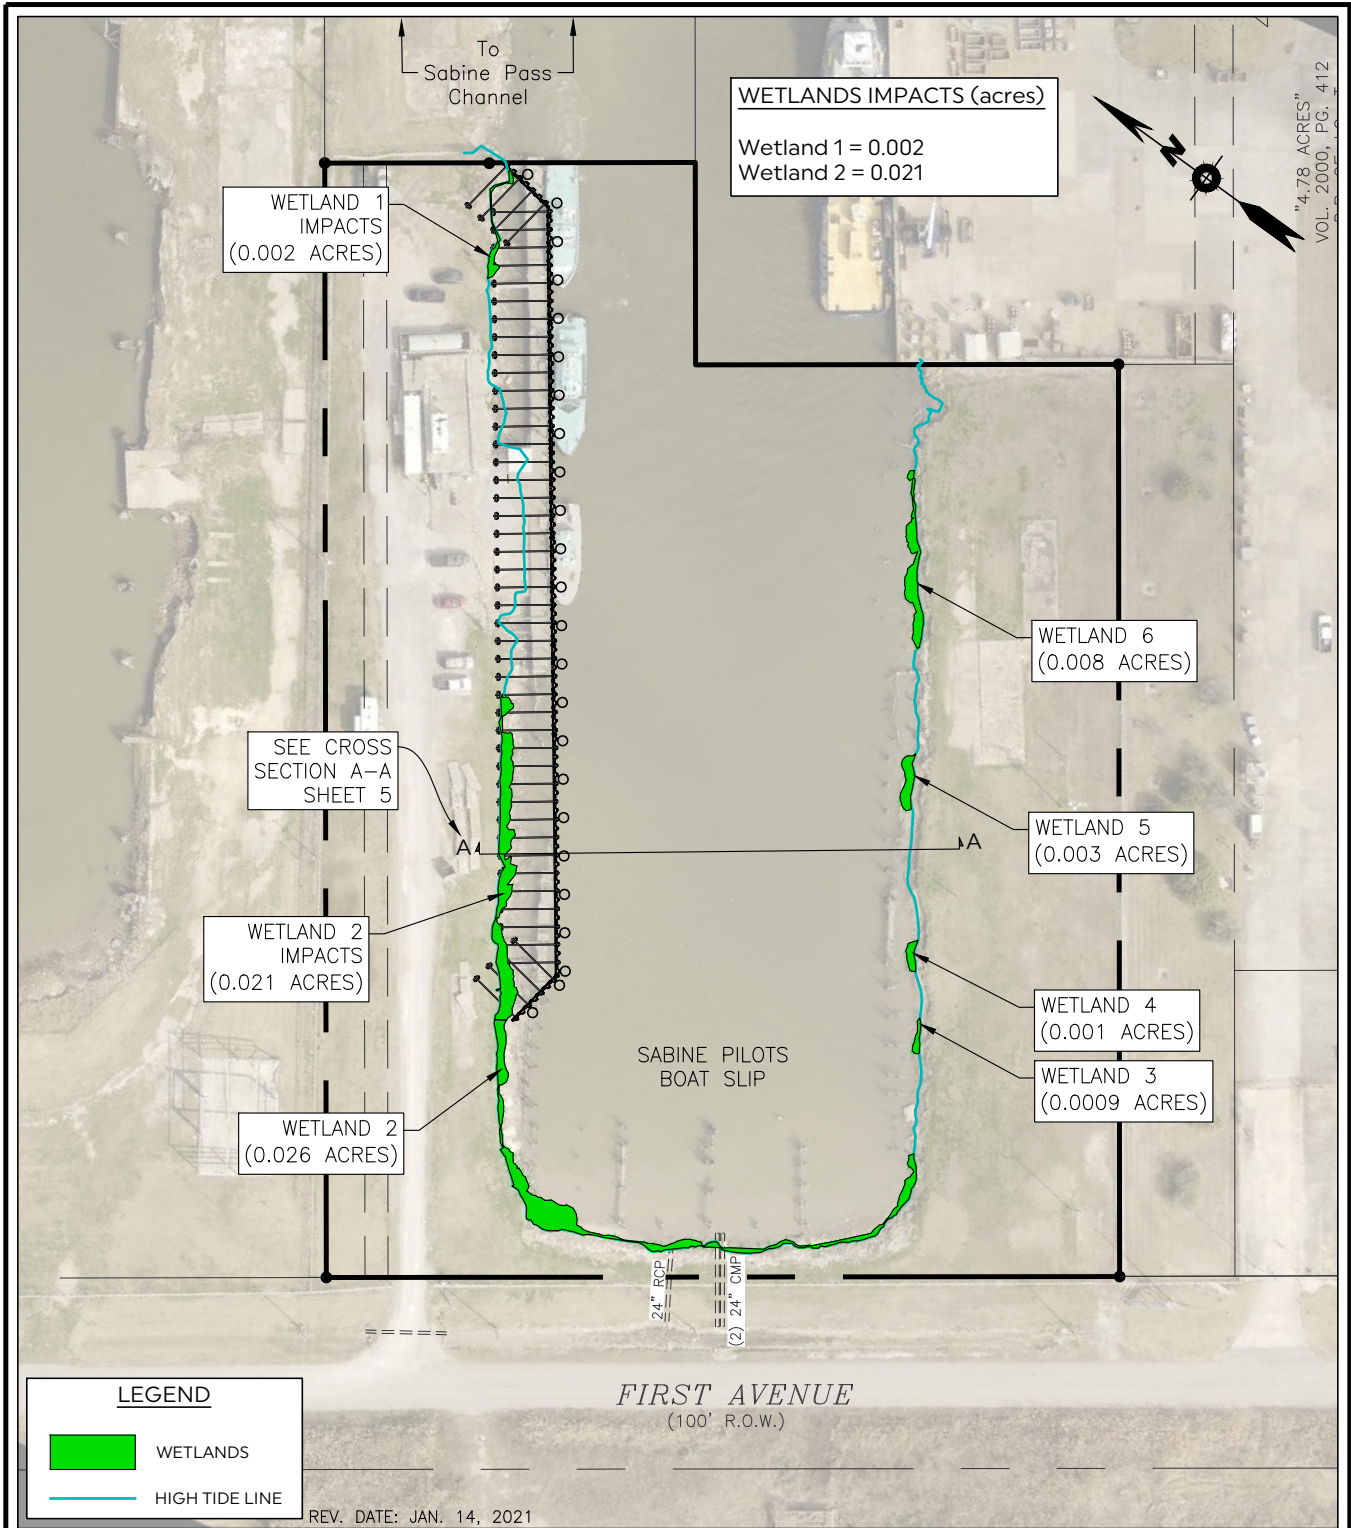 To
Sabine Pass
Channel
WETLANDS IMPACTS (acres)
Wetland 1 = 0.002
Wetland 2 = 0.021
N
"4.78 ACRES"
VOL. 2000, PG. 412
WETLAND 1
IMPACTS
(0.002 ACRES)
WETLAND 6
(0.008 ACRES)
SEE CROSS
SECTION A-A
SHEET 5
A
A
WETLAND 5
(0.003 ACRES)
WETLAND 2
IMPACTS
(0.021 ACRES)
WETLAND 4
(0.001 ACRES)
SABINE PILOTS
BOAT SLIP
WETLAND 3
(0.0009 ACRES)
WETLAND 2
(0.026 ACRES)
24" RCP
(2) 24" CMP
FIRST AVENUE
(100' R.O.W.)
LEGEND
WETLANDS
HIGH TIDE LINE
REV. DATE: JAN. 14, 2021